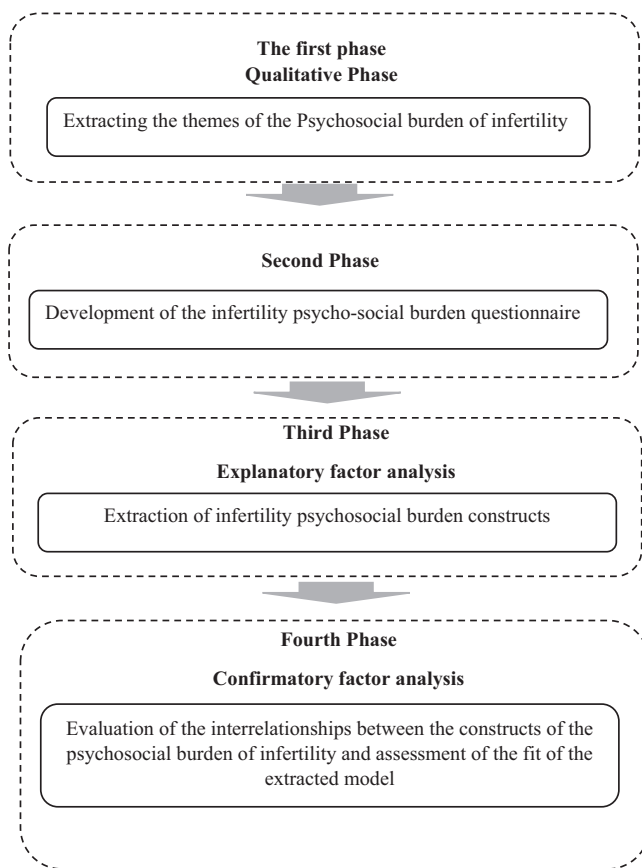 The first phase
Qualitative Phase
Extracting the themes of the Psychosocial burden of infertility
Second Phase
Development of the infertility psycho-social burden questionnaire
Third Phase
Explanatory factor analysis
Extraction of infertility psychosocial burden constructs
Fourth Phase
Confirmatory factor analysis
Evaluation of the interrelationships between the constructs of the
psychosocial burden of infertility and assessment of the fit of the
extracted model